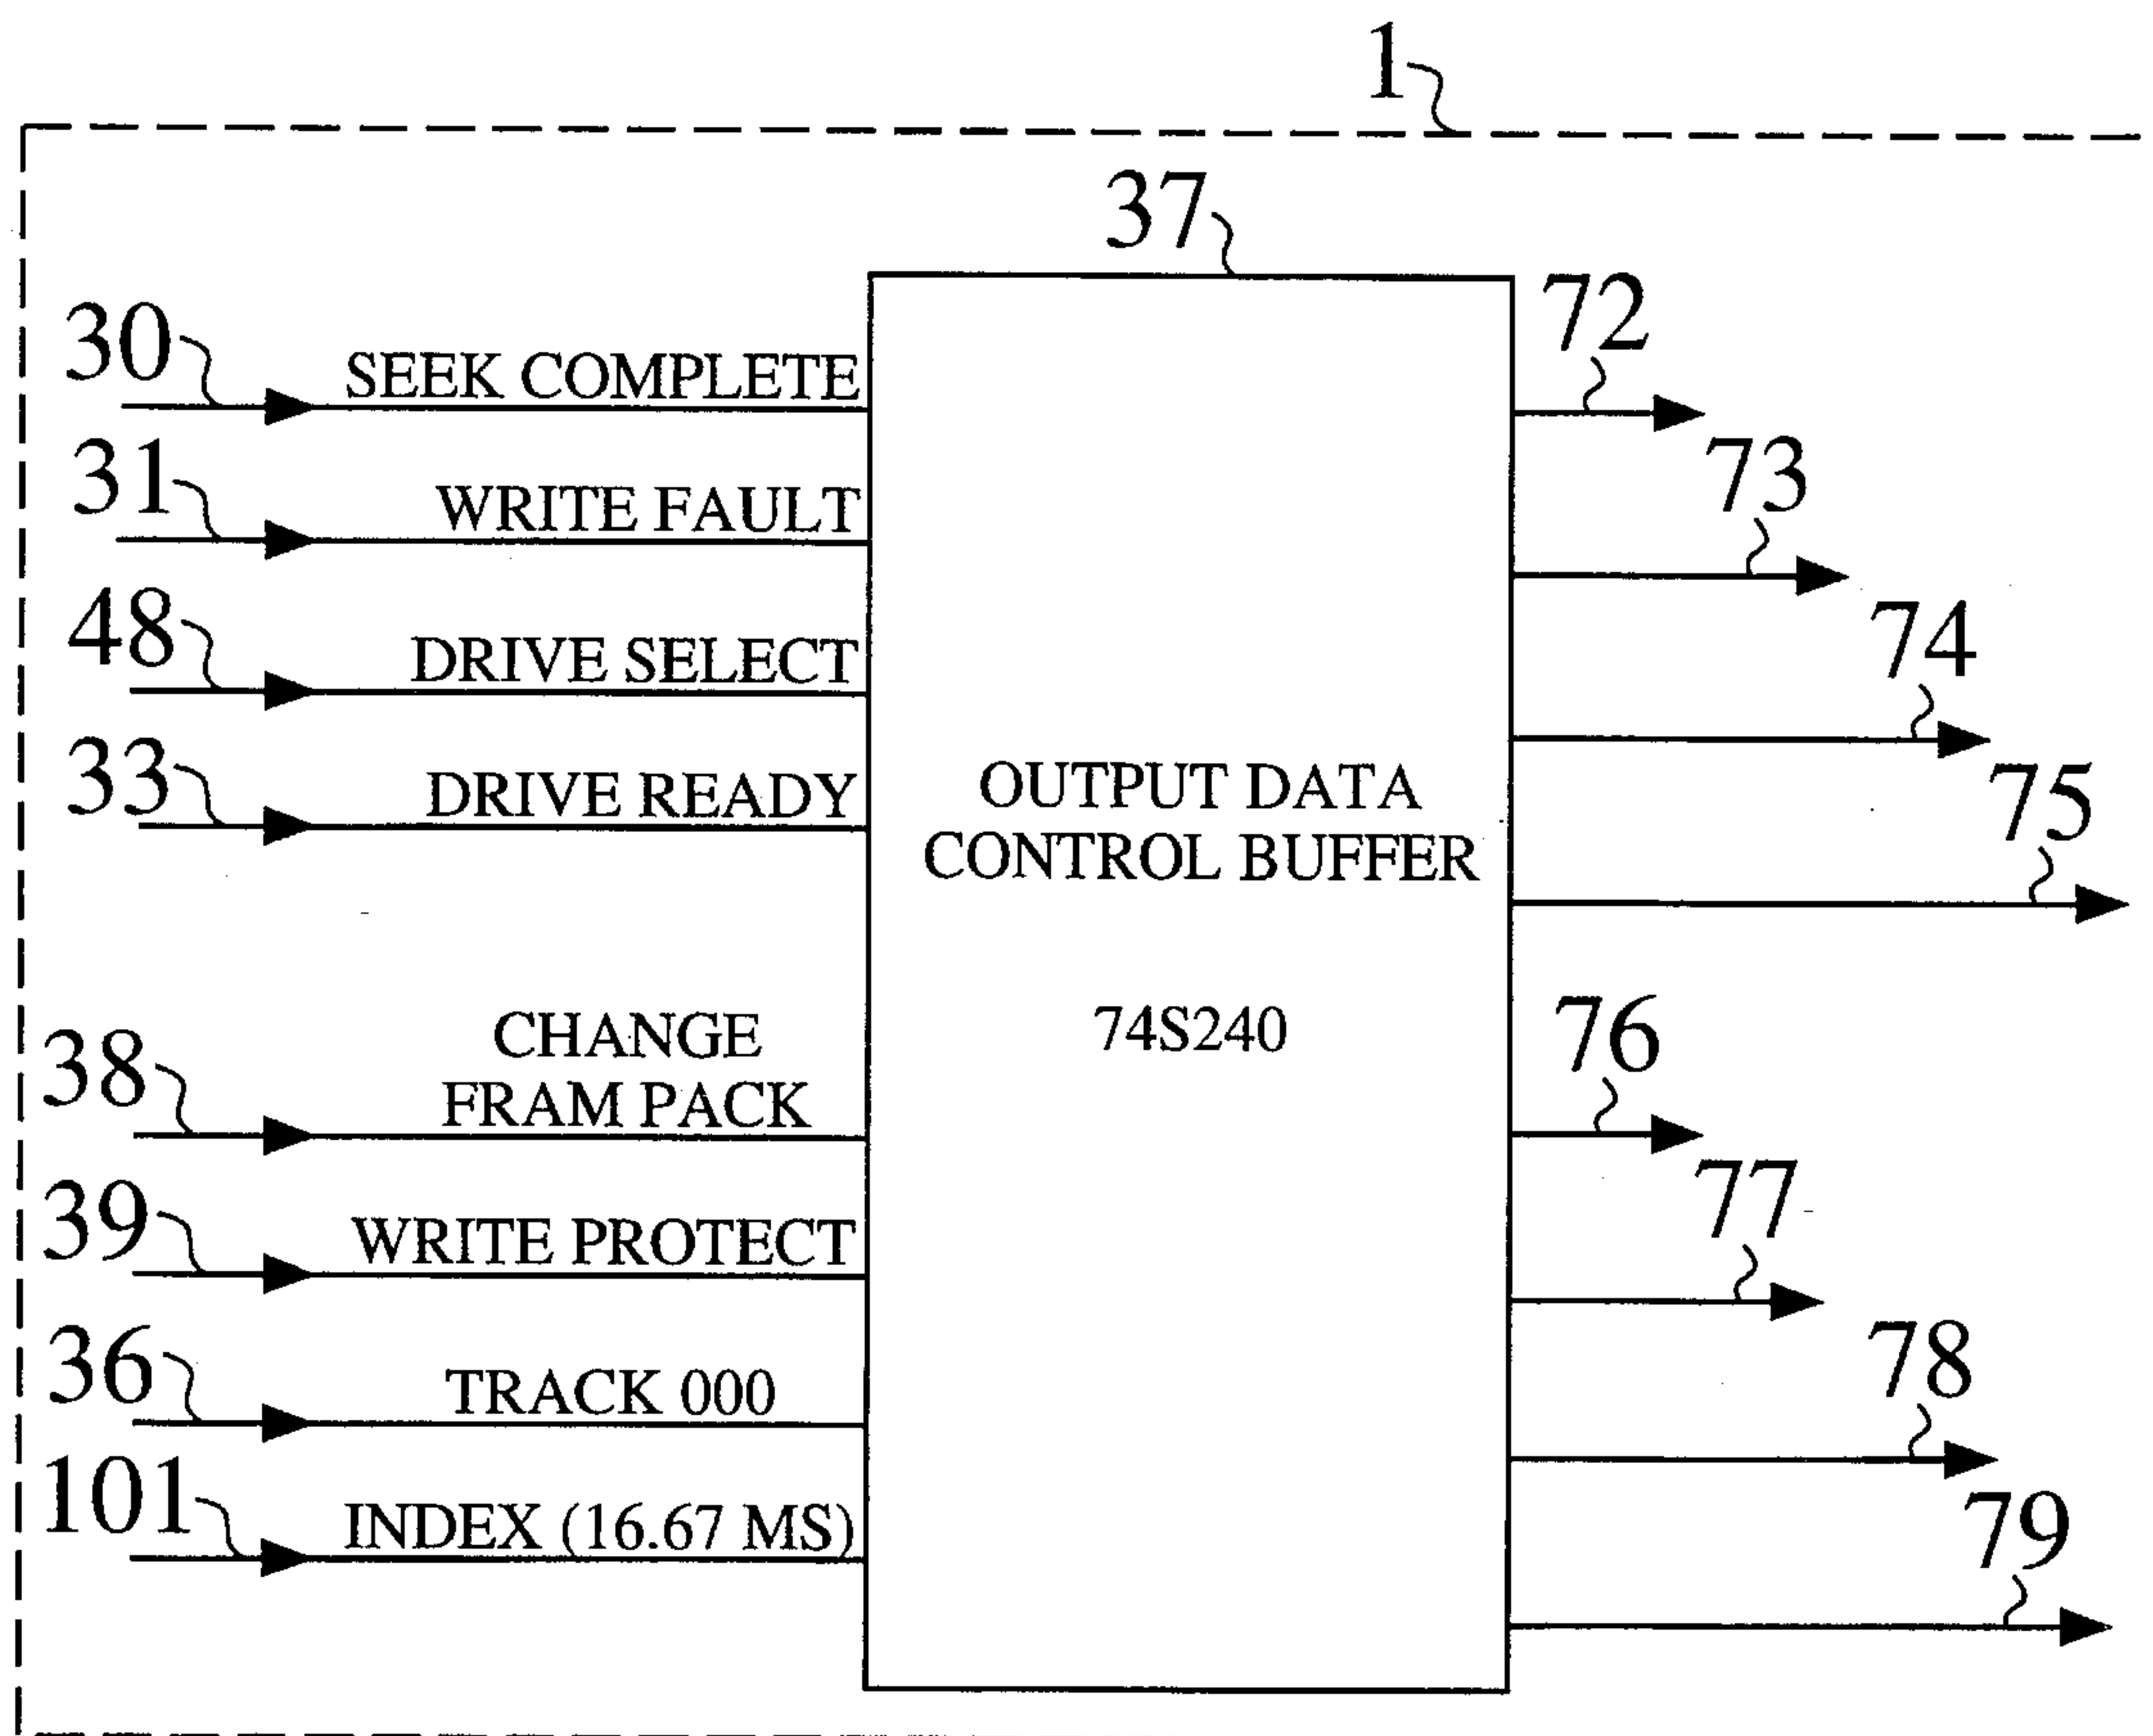 1
37
30
SEEK COMPLETE
72
31
WRITE FAULT
73
48
DRIVE SELECT
74
33
DRIVE READY
75
OUTPUT DATA
CONTROL BUFFER
74S240
38
CHANGE
FRAM PACK
76
39
WRITE PROTECT
77
36
TRACK 000
78
101
INDEX (16.67 MS)
79